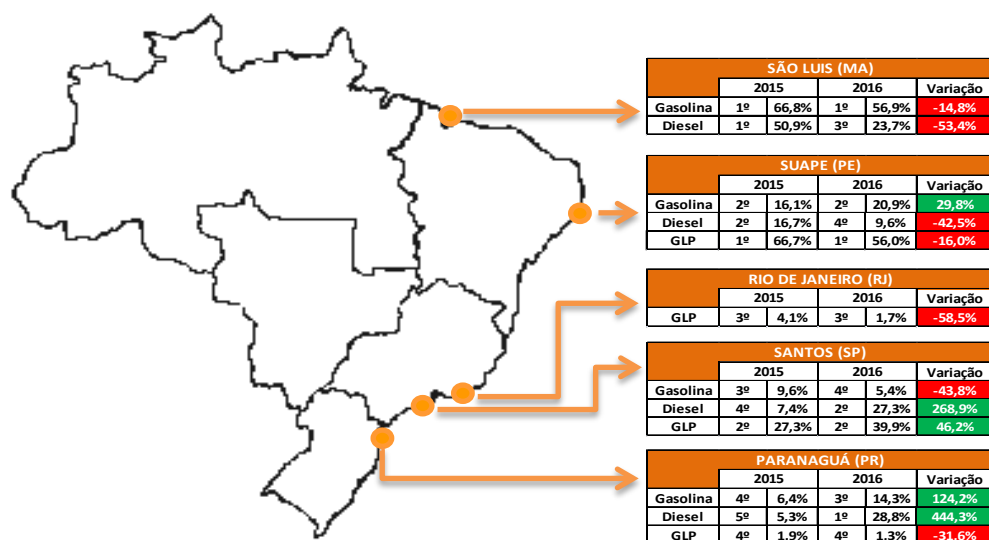 SÃO LUIS (MA)
2015 2016 Variação
Gasolina 1º 66,8% 1º 56,9% -14,8%
Diesel 1º 50,9% 3º 23,7% -53,4%
SUAPE (PE)
2015 2016 Variação
Gasolina 2º 16,1% 2º 20,9% 29,8%
Diesel 2º 16,7% 4º 9,6% -42,5%
GLP 1º 66,7% 1º 56,0% -16,0%
RIO DE JANEIRO (RJ)
2015 2016 Variação
GLP 3º 4,1% 3º 1,7% -58,5%
SANTOS (SP)
2015 2016 Variação
Gasolina 3º 9,6% 4º 5,4% -43,8%
Diesel 4º 7,4% 2º 27,3% 268,9%
GLP 2º 27,3% 2º 39,9% 46,2%
PARANAGUÁ (PR)
2015 2016 Variação
Gasolina 4º 6,4% 3º 14,3% 124,2%
Diesel 5º 5,3% 1º 28,8% 444,3%
GLP 4º 1,9% 4º 1,3% -31,6%